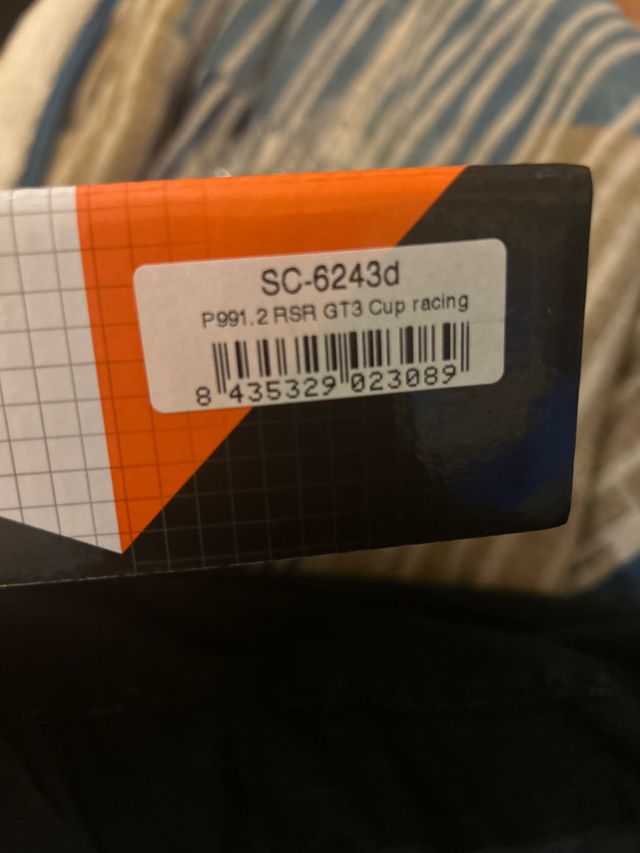 SC-6243d
P991.2 RSR GT3 Cup racing
8 435329 023089